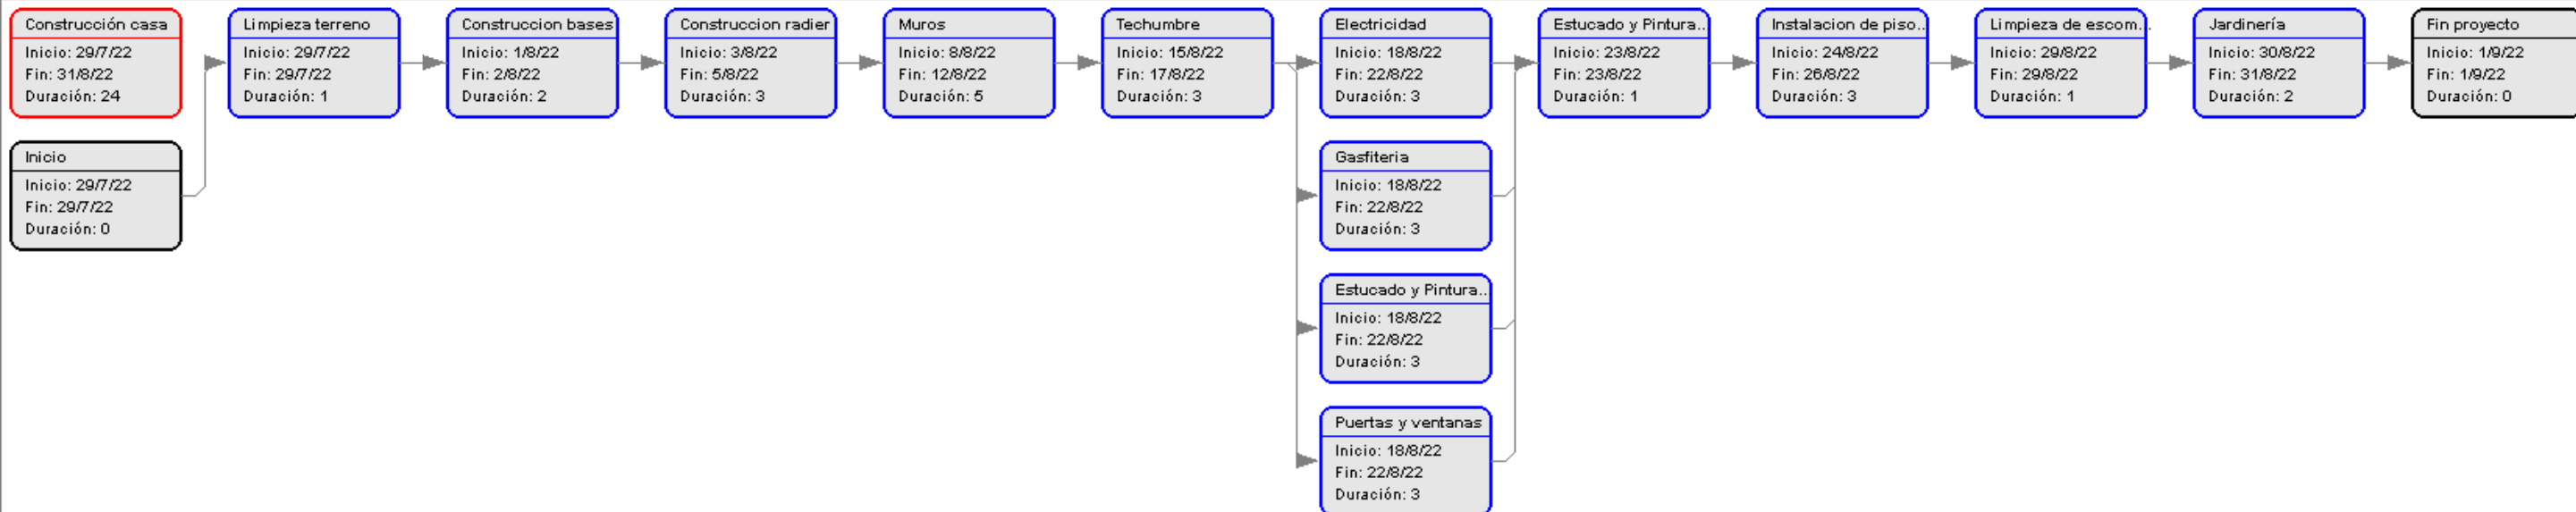 Construcción casa
Inicio: 29/7/22
Fin: 31/8/22
Duración: 24
Inicio
Inicio: 29/7/22
Fin: 29/7/22
Duración: 0
Limpieza terreno
Inicio: 29/7/22
Fin: 29/7/22
Duración: 1
Construccion bases
Inicio: 1/8/22
Fin: 2/8/22
Duración: 2
Construccion radier
Inicio: 3/8/22
Fin: 5/8/22
Duración: 3
Muros
Inicio: 8/8/22
Fin: 12/8/22
Duración: 5
Techumbre
Inicio: 15/8/22
Fin: 17/8/22
Duración: 3
Electricidad
Inicio: 18/8/22
Fin: 22/8/22
Duración: 3
Gasfiteria
Inicio: 18/8/22
Fin: 22/8/22
Duración: 3
Estucado y Pintura..
Inicio: 18/8/22
Fin: 22/8/22
Duración: 3
Puertas y ventanas
Inicio: 18/8/22
Fin: 22/8/22
Duración: 3
Estucado y Pintura..
Inicio: 23/8/22
Fin: 23/8/22
Duración: 1
Instalacion de piso..
Inicio: 24/8/22
Fin: 26/8/22
Duración: 3
Limpieza de escom..
Inicio: 29/8/22
Fin: 29/8/22
Duración: 1
Jardinería
Inicio: 30/8/22
Fin: 31/8/22
Duración: 2
Fin proyecto
Inicio: 1/9/22
Fin: 1/9/22
Duración: 0